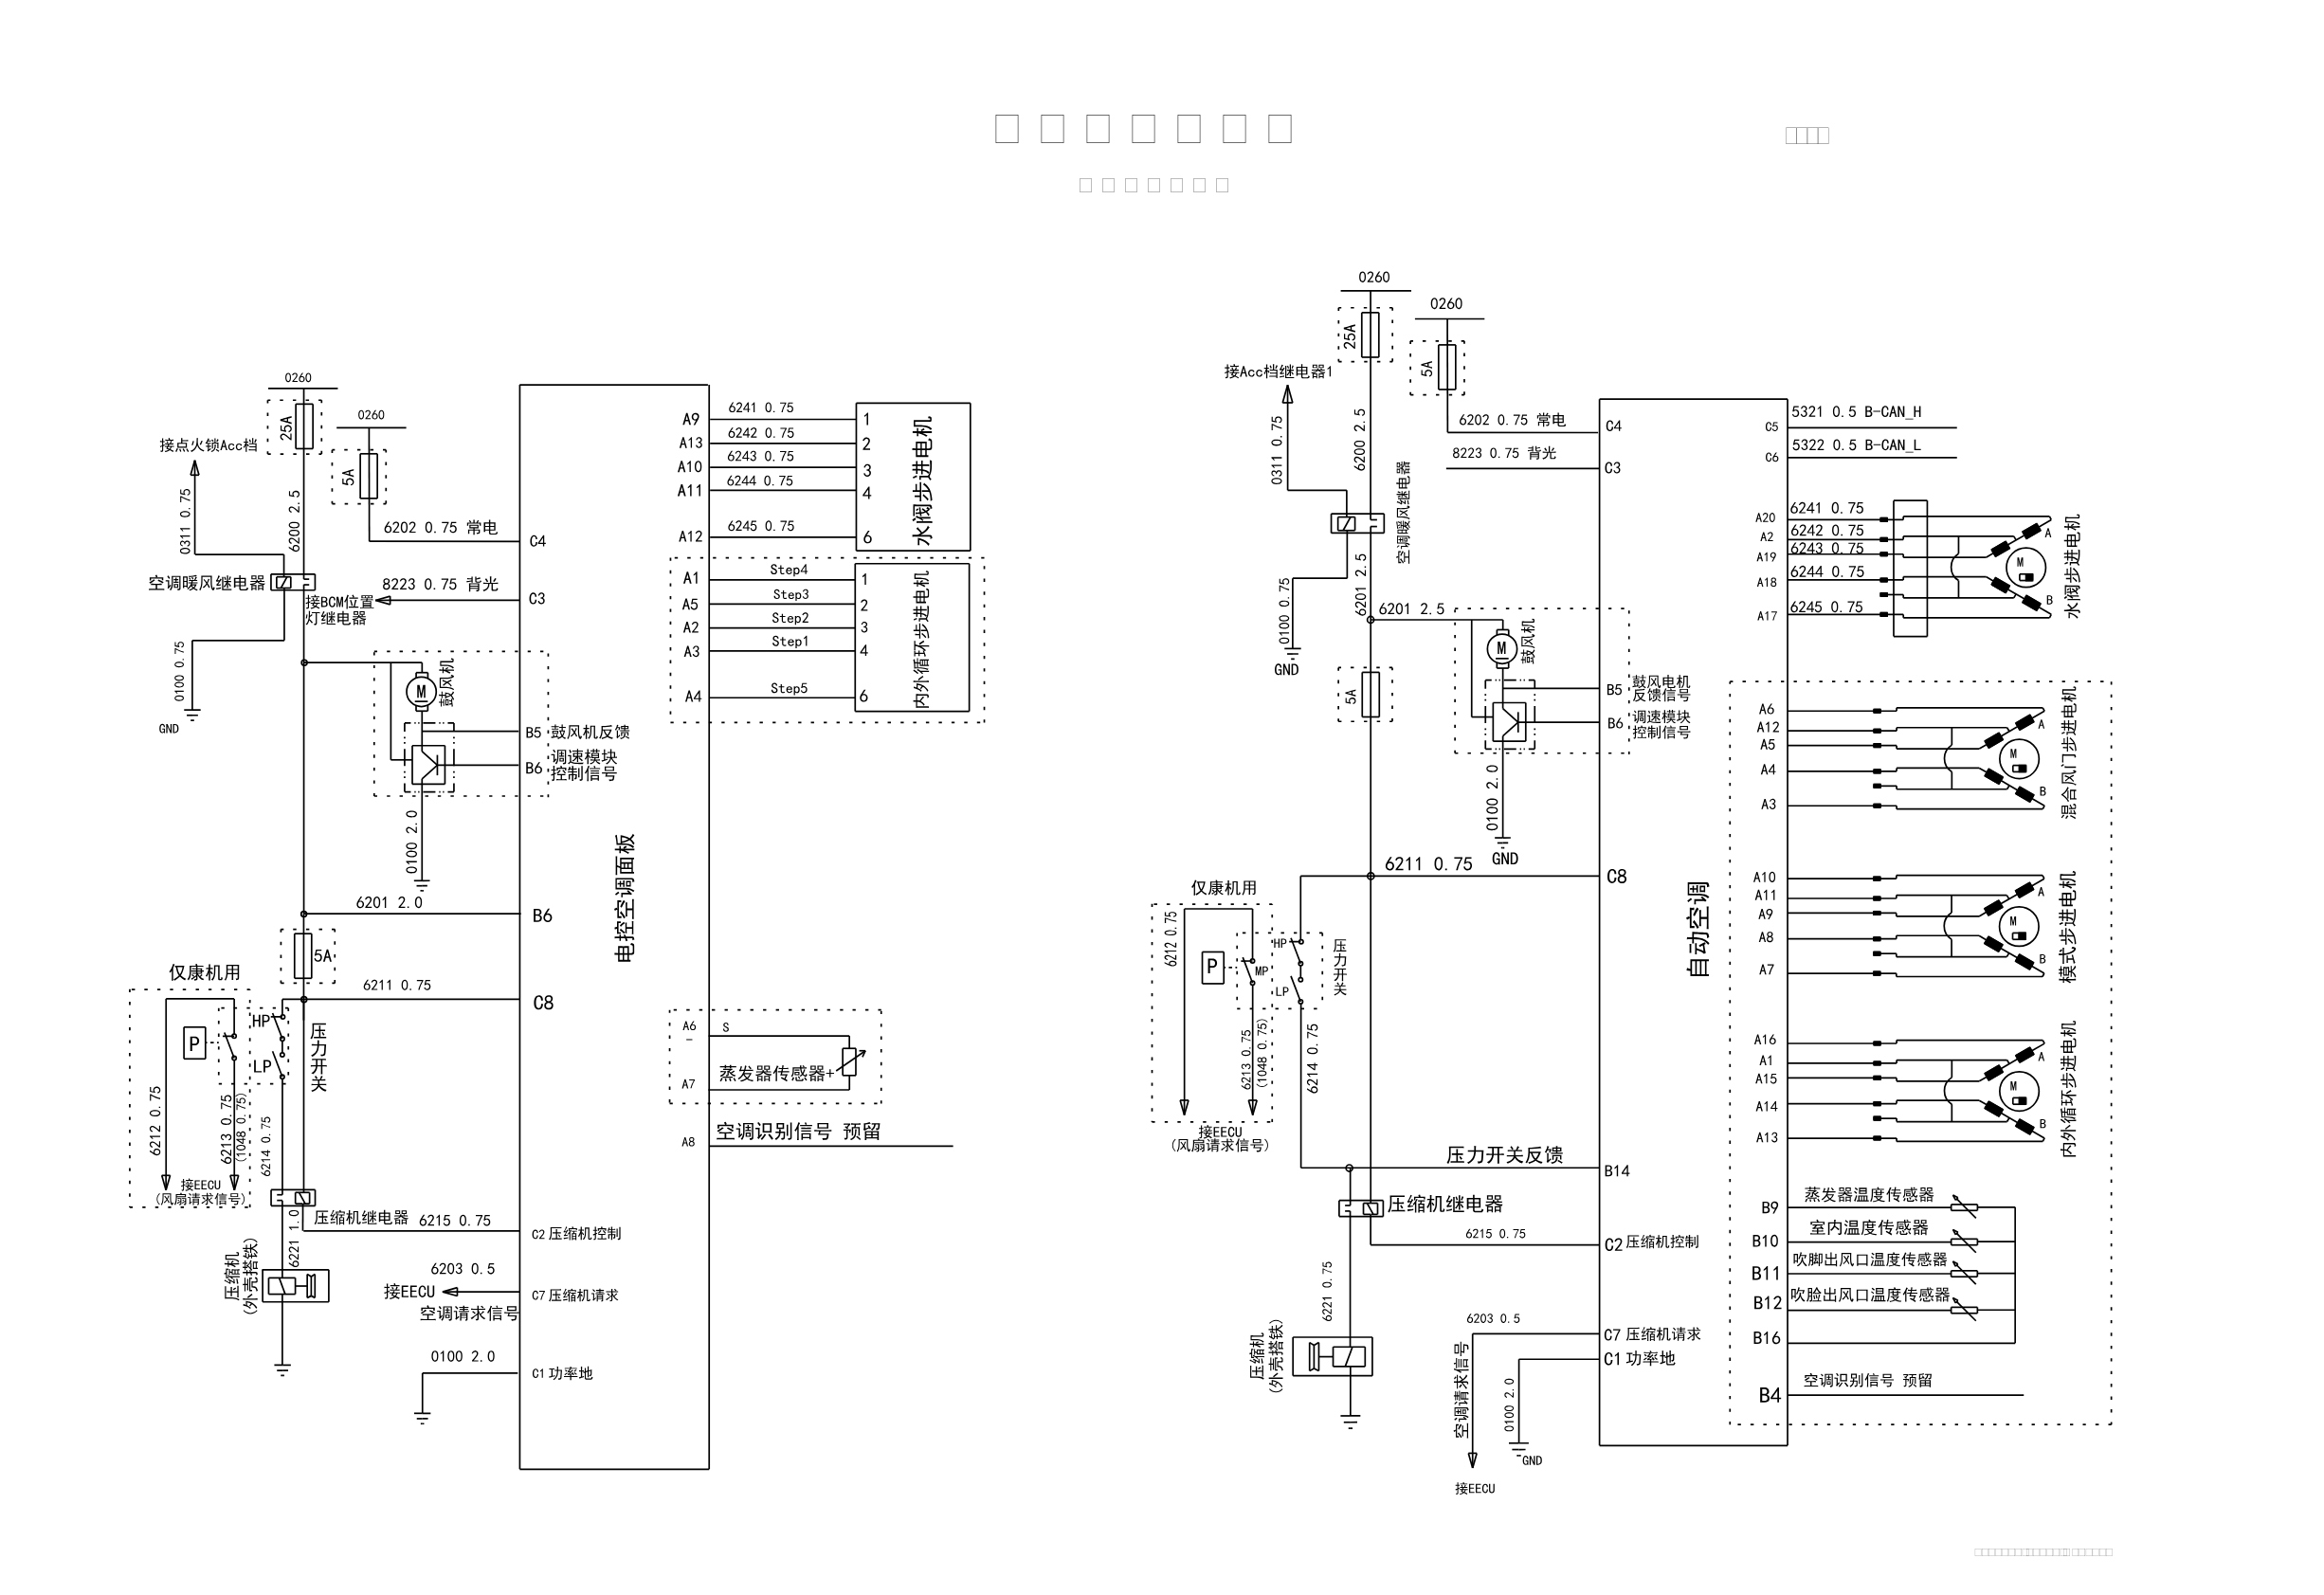 0260
25A
0260
5A
接点火锁Acc档
0311 0.75
6200 2.5
6202 0.75 常电
C4
空调暖风继电器
8223 0.75 背光
接BCM位置
灯继电器
C3
0100 0.75
GND
M
鼓风机
B5
鼓风机反馈
B6
调速模块
控制信号
0100 2.0
6201 2.0
B6
5A
6211 0.75
C8
仅康机用
P
HP
LP
压力开关
6212 0.75
6213 0.75
(1048 0.75)
6214 0.75
接EECU
(风扇请求信号)
压缩机继电器
6215 0.75
C2 压缩机控制
6221 1.0
压缩机
(外壳搭铁)
6203 0.5
接EECU
空调请求信号
C7 压缩机请求
0100 2.0
C1 功率地
电控空调面板
A9
6241 0.75
1
A13
6242 0.75
2
A10
6243 0.75
3
A11
6244 0.75
4
A12
6245 0.75
6
水阀步进电机
A1
Step4
1
A5
Step3
2
A2
Step2
3
A3
Step1
4
A4
Step5
6
内外循环步进电机
A6
-
S
蒸发器传感器+
A7
A8
空调识别信号 预留
0260
25A
0260
5A
接Acc档继电器1
0311 0.75
6200 2.5
6202 0.75 常电
C4
8223 0.75 背光
C3
空调暖风继电器
0100 0.75
GND
6201 2.5
6201 2.5
M
鼓风机
5A
B5
鼓风电机
反馈信号
B6
调速模块
控制信号
0100 2.0
GND
6211 0.75
C8
仅康机用
6212 0.75
P
HP
MP
LP
压力开关
6213 0.75
(1048 0.75)
6214 0.75
接EECU
(风扇请求信号)
压力开关反馈
B14
压缩机继电器
6215 0.75
C2 压缩机控制
6221 0.75
压缩机
(外壳搭铁)
6203 0.5
C7 压缩机请求
C1 功率地
空调请求信号
0100 2.0
GND
接EECU
自动空调
C5
5321 0.5 B-CAN_H
C6
5322 0.5 B-CAN_L
A20
6241 0.75
A2
6242 0.75
A19
6243 0.75
A18
6244 0.75
A17
6245 0.75
A
M
B
水阀步进电机
A6
A12
A5
A4
A3
A
M
B
混合风门步进电机
A10
A11
A9
A8
A7
A
M
B
模式步进电机
A16
A1
A15
A14
A13
A
M
B
内外循环步进电机
B9
蒸发器温度传感器
B10
室内温度传感器
B11
吹脚出风口温度传感器
B12
吹脸出风口温度传感器
B16
B4
空调识别信号 预留